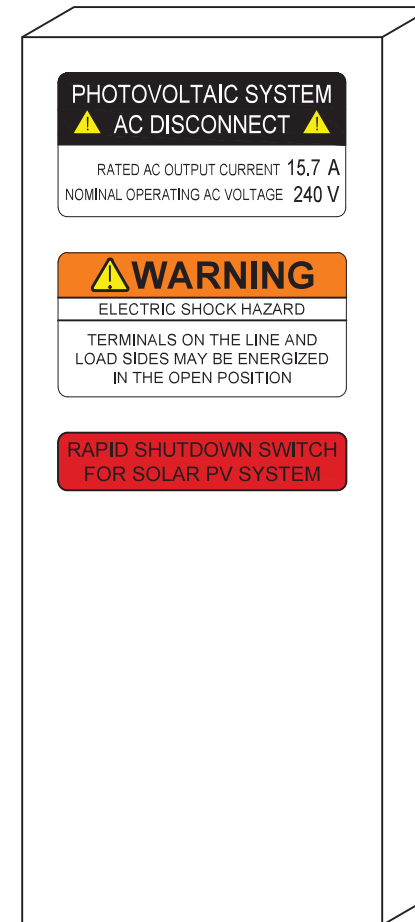 PHOTOVOLTAIC SYSTEM
AC DISCONNECT
RATED AC OUTPUT CURRENT 15.7 A
NOMINAL OPERATING AC VOLTAGE 240 V
WARNING
ELECTRIC SHOCK HAZARD
TERMINALS ON THE LINE AND
LOAD SIDES MAY BE ENERGIZED
IN THE OPEN POSITION
RAPID SHUTDOWN SWITCH
FOR SOLAR PV SYSTEM